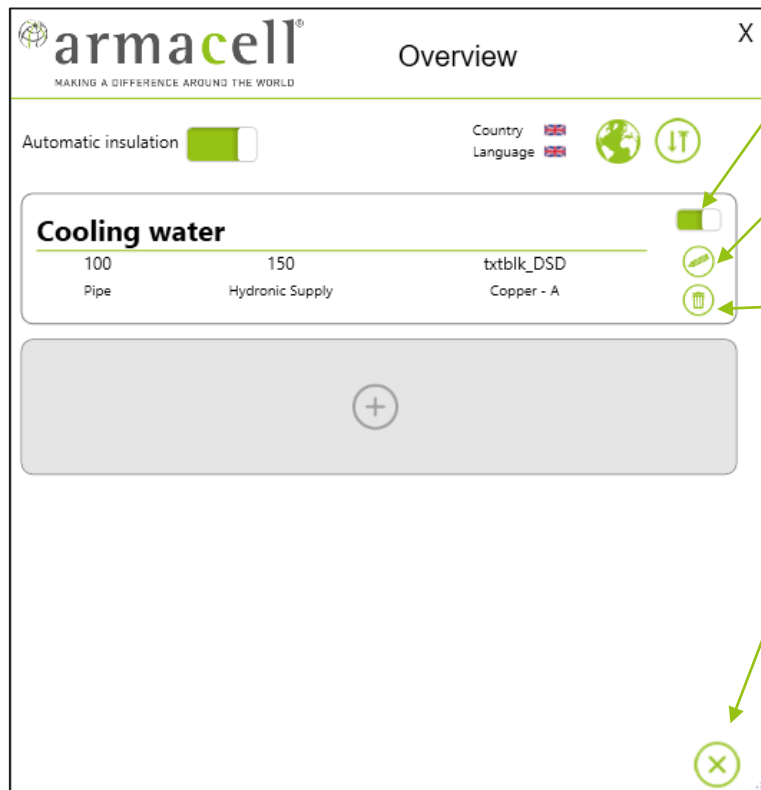 armacell®
MAKING A DIFFERENCE AROUND THE WORLD
Overview
X
Automatic insulation
Country
Language
Cooling water
100 150 txtblk_DSD
Pipe Hydronic Supply Copper - A